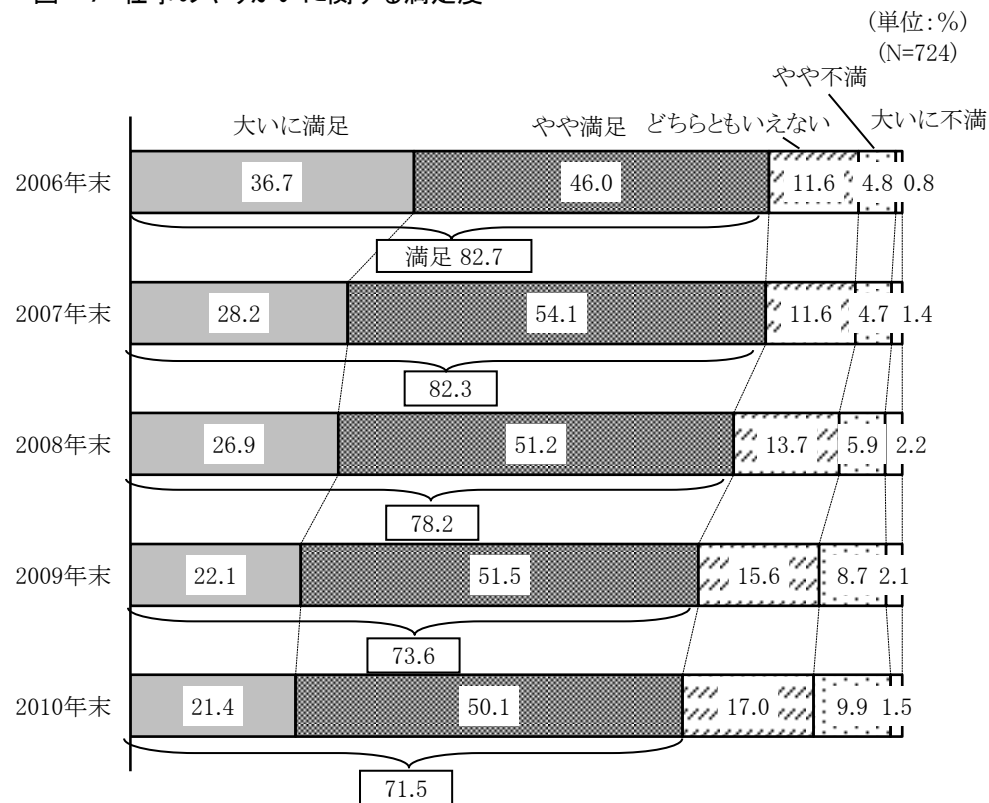 (単位:%)
(N=724)
やや不満
大いに満足 やや満足 どちらともいえない 大いに不満
2006年末 36.7 46.0 11.6 4.8 0.8
満足 82.7
2007年末 28.2 54.1 11.6 4.7 1.4
82.3
2008年末 26.9 51.2 13.7 5.9 2.2
78.2
2009年末 22.1 51.5 15.6 8.7 2.1
73.6
2010年末 21.4 50.1 17.0 9.9 1.5
71.5